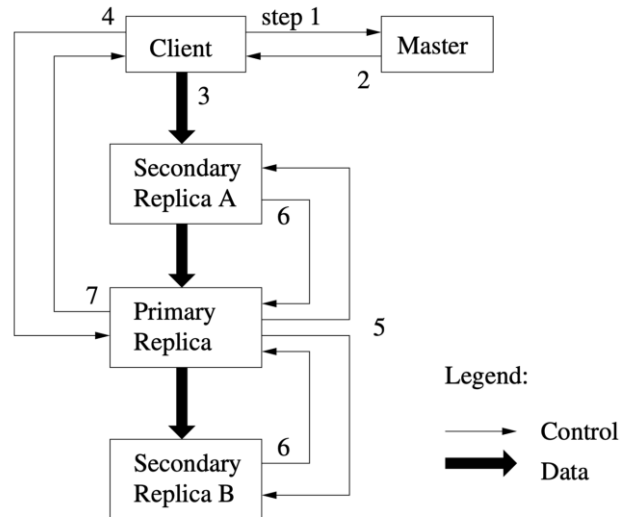 4
step 1
Client
Master
2
3
Secondary
Replica A
6
7
Primary
Replica
5
Legend:
Control
6
Secondary
Replica B
Data